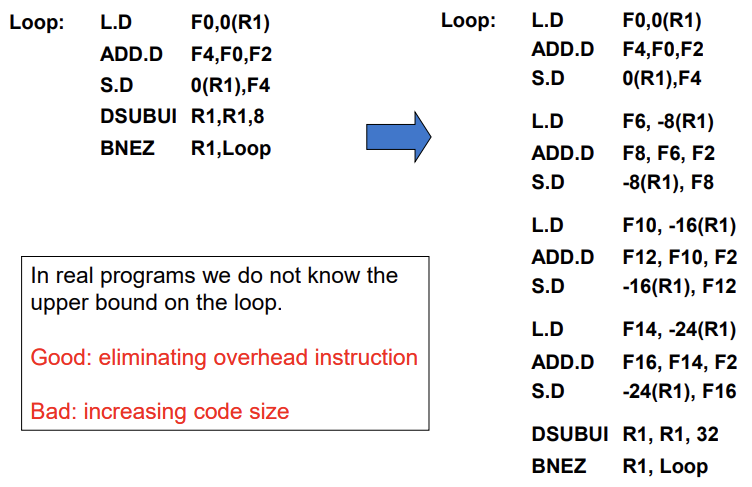 Loop: L.D F0,0(R1)
ADD.D F4,F0,F2
S.D 0(R1),F4
DSUBUI R1,R1,8
BNEZ R1,Loop
In real programs we do not know the
upper bound on the loop.
Good: eliminating overhead instruction
Bad: increasing code size
Loop: L.D F0,0(R1)
ADD.D F4,F0,F2
S.D 0(R1),F4
L.D F6, -8(R1)
ADD.D F8, F6, F2
S.D -8(R1), F8
L.D F10, -16(R1)
ADD.D F12, F10, F2
S.D -16(R1), F12
L.D F14, -24(R1)
ADD.D F16, F14, F2
S.D -24(R1), F16
DSUBUI R1, R1, 32
BNEZ R1, Loop